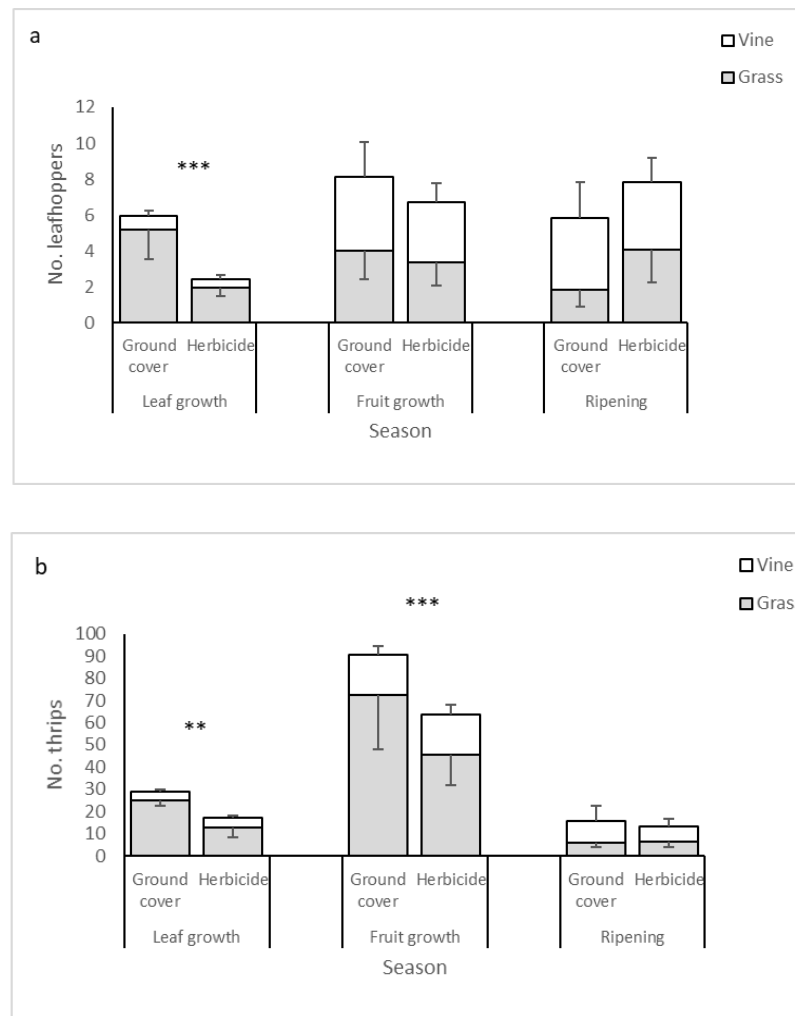 a
Vine
Grass
No. leafhoppers
12
10
8
6
4
2
0
***
Ground cover
Herbicide
Ground cover
Herbicide
Ground cover
Herbicide
Leaf growth
Fruit growth
Ripening
Season
b
Vine
Gras
No. thrips
100
90
80
70
60
50
40
30
20
10
0
**
***
Ground cover
Herbicide
Ground cover
Herbicide
Ground cover
Herbicide
Leaf growth
Fruit growth
Ripening
Season